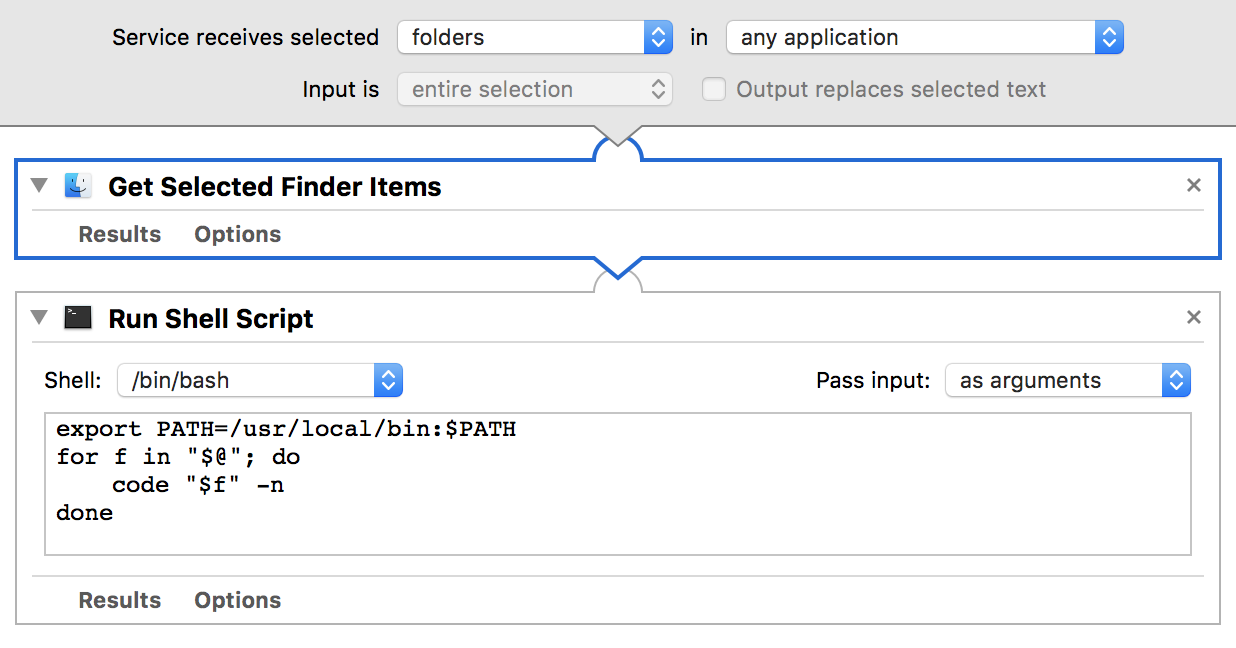 Service receives selected folders in any application
Input is entire selection Output replaces selected text
Get Selected Finder Items
Results Options
Run Shell Script
Shell: /bin/bash Pass input: as arguments
export PATH=/usr/local/bin:$PATH
for f in "$@"; do
    code "$f" -n
done
Results Options